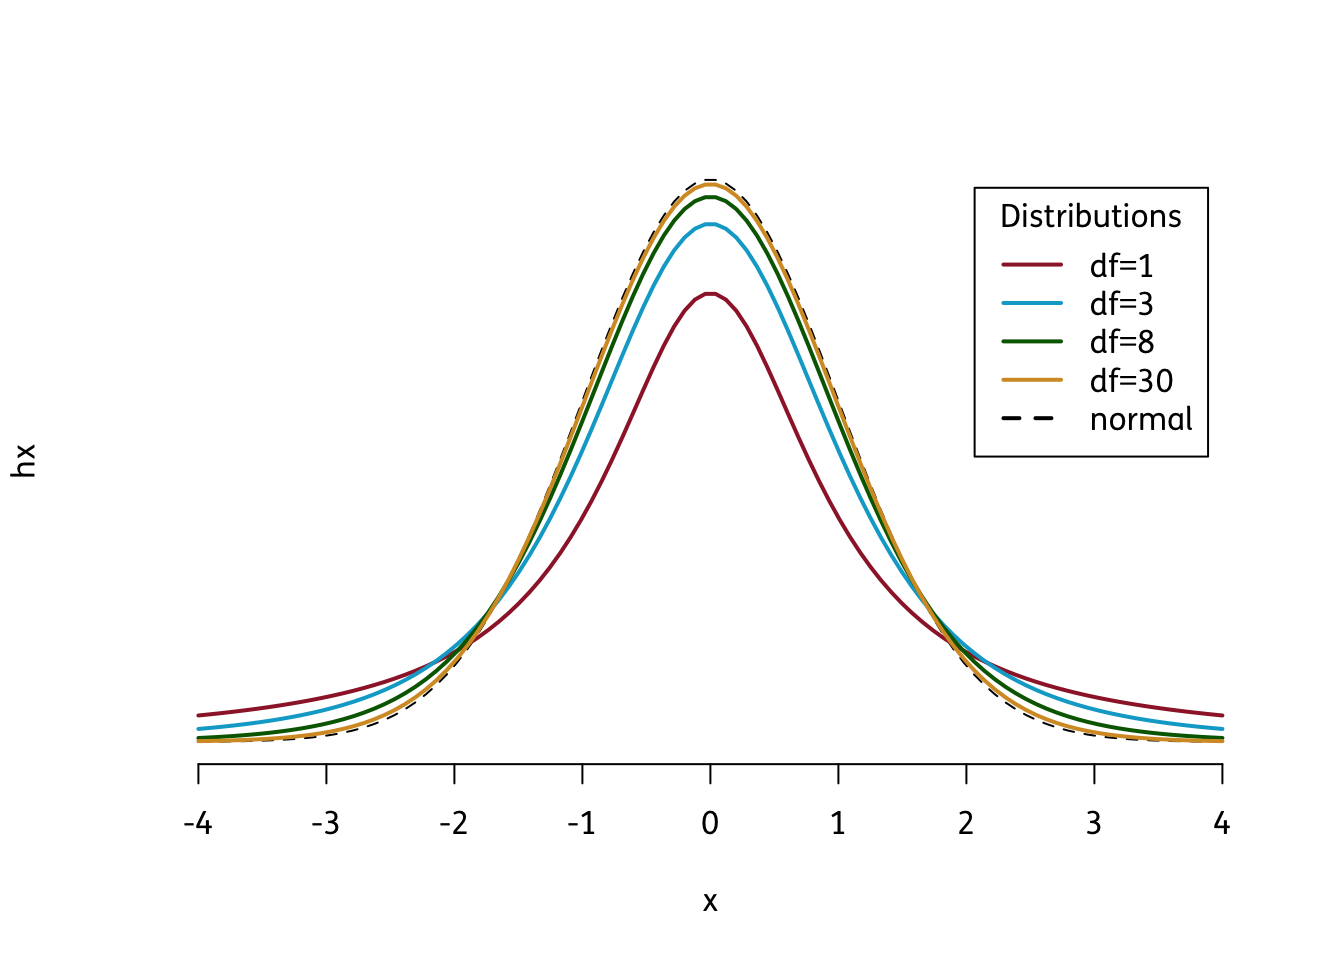 Distributions
df=1
df=3
df=8
df=30
normal
hx
-4 -3 -2 -1 0 1 2 3 4
x